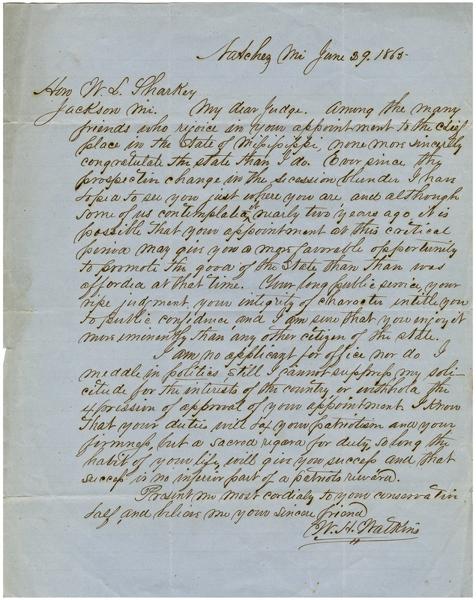 Natchez Mi June 29. 1865
Hon W. L. Sharkey
Jackson Mi. My dear Judge. Among the many
friends who rejoice in your appointment to the chief
place in the State of Mississippi, none more sincerely
congratulate the state than I do Ever since the
prospective change in the secession blunder I have
hoped to see you just where you are, and although
some of us contemplated nearly two years ago it is
possible that your appointment at this critical
period may give you a more favorable opportunity
to promote the good of the State than than was
afforded at that time. Your long public service, your
ripe judgment, your integrity of character entitle you
to public confidence, and I am sure that you enjoy it
more eminently than any other citizen of the state.
I am no applicant for office nor do I
meddle in politics still I cannot suppress my soli-
citude for the interests of the country or withhold the
expression of approval of your appointment. I know
that your duties will tax your patriotism and your
firmness, but a sacred regard for duty, so long the
habit of your life, will give you success and that
success is no inferior part of a patriots reward.
Present me most cordialy to your conservative
half, and believe me your sincere friend
W. H. Watkins